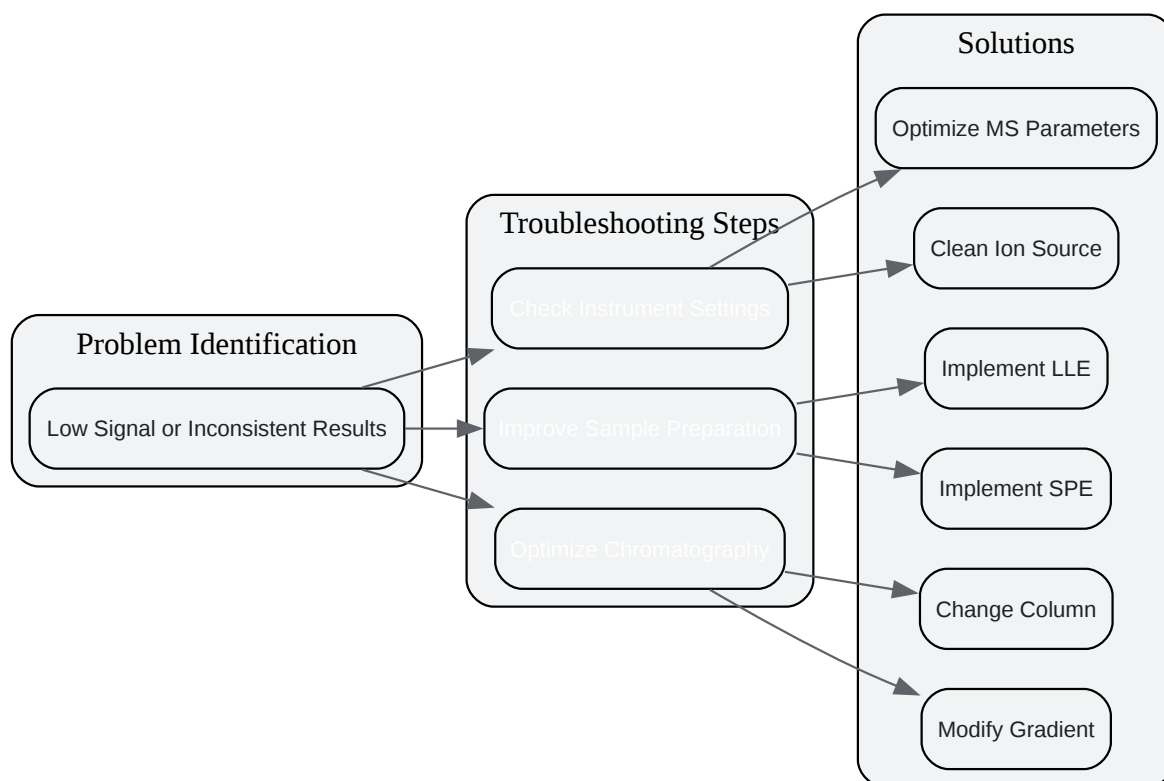 Solutions
Optimize MS Parameters
Troubleshooting Steps
Clean Ion Source
Check Instrument Settings
Problem Identification
Implement LLE
Low Signal or Inconsistent Results
Improve Sample Preparation
Implement SPE
Optimize Chromatography
Change Column
Modify Gradient